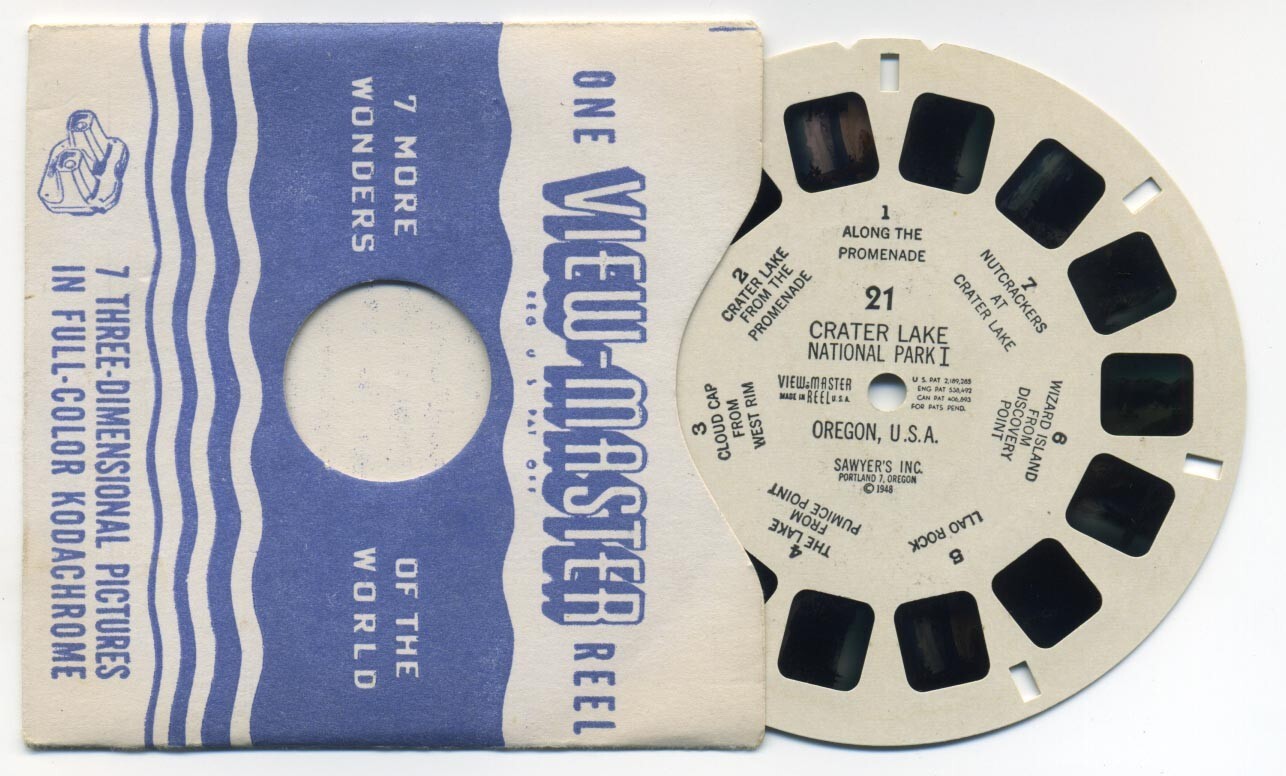 ONE VIEW-MASTER REEL
REG U S PAT OFF
7 MORE
WONDERS
OF THE
WORLD
7 THREE-DIMENSIONAL PICTURES
IN FULL-COLOR KODACHROME
21
CRATER LAKE
NATIONAL PARK I
VIEW-MASTER
MADE IN REEL U.S.A.
U S. PAT 2,189,285
ENG PAT 538,492
CAN PAT 406,893
FOR PATS PEND.
OREGON, U.S.A.
SAWYER'S INC.
PORTLAND 7, OREGON
© 1948
1
ALONG THE
PROMENADE
2
CRATER LAKE
FROM THE
PROMENADE
3
CLOUD CAP
FROM
WEST RIM
4
THE LAKE
FROM
PUMICE POINT
5
LLAO ROCK
6
WIZARD ISLAND
FROM
DISCOVERY
POINT
7
NUTCRACKERS
AT
CRATER LAKE